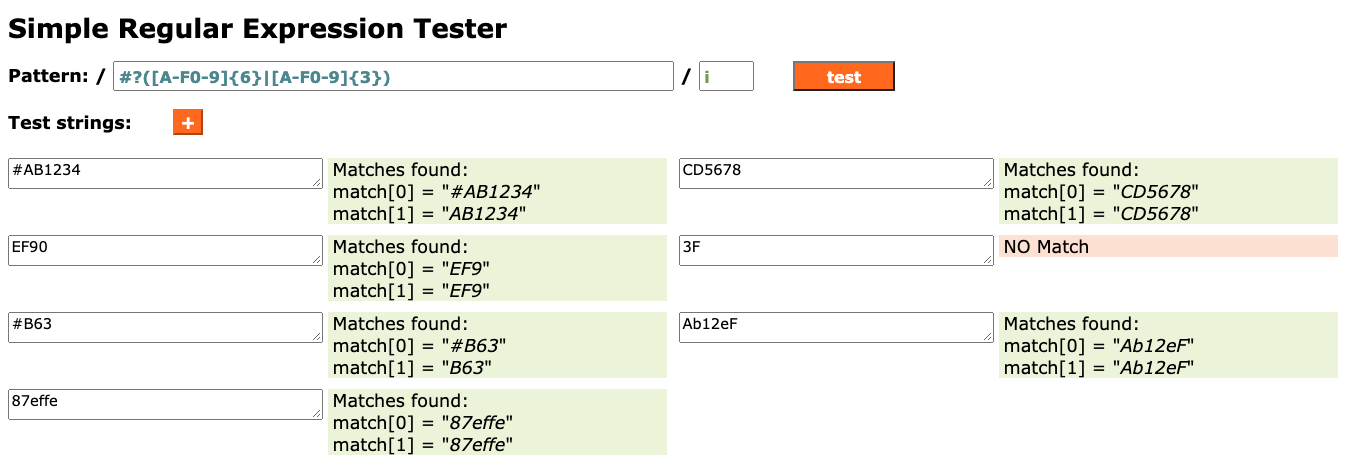 Simple Regular Expression Tester
Pattern: / #?([A-F0-9]{6}|[A-F0-9]{3}) / i test
Test strings: +
#AB1234
Matches found:
match[0] = "#AB1234"
match[1] = "AB1234"
CD5678
Matches found:
match[0] = "CD5678"
match[1] = "CD5678"
EF90
Matches found:
match[0] = "EF9"
match[1] = "EF9"
3F
NO Match
#B63
Matches found:
match[0] = "#B63"
match[1] = "B63"
Ab12eF
Matches found:
match[0] = "Ab12eF"
match[1] = "Ab12eF"
87effe
Matches found:
match[0] = "87effe"
match[1] = "87effe"